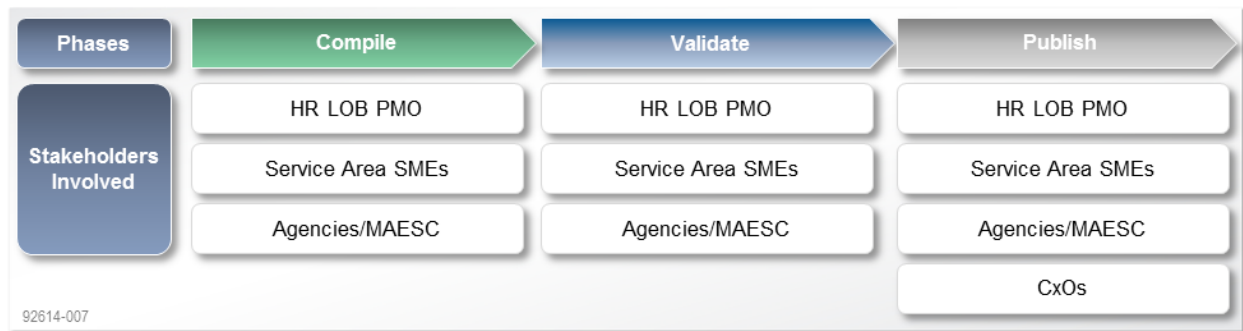 Phases
Compile
Validate
Publish
Stakeholders
Involved
HR LOB PMO
HR LOB PMO
HR LOB PMO
Service Area SMEs
Service Area SMEs
Service Area SMEs
Agencies/MAESC
Agencies/MAESC
Agencies/MAESC
CxOs
92614-007